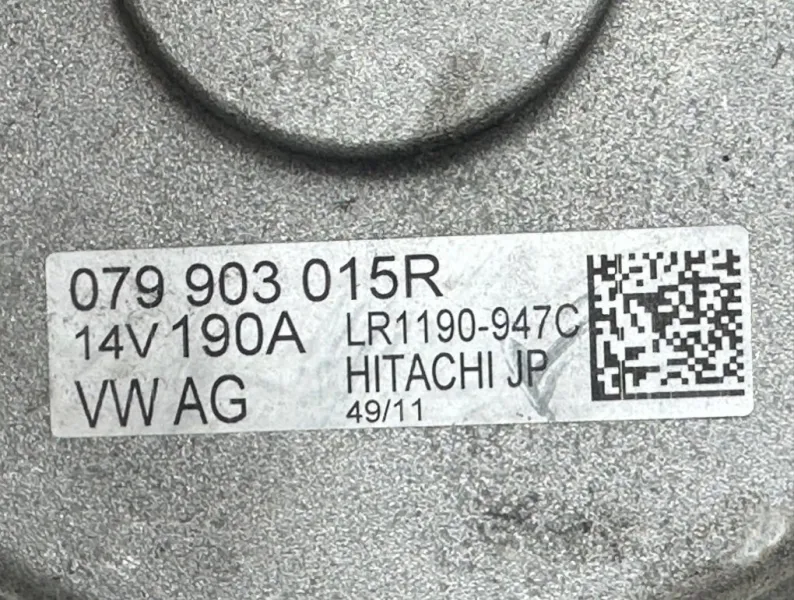 079 903 015R
14V 190A LR1190-947C
VW AG HITACHI JP
49/11